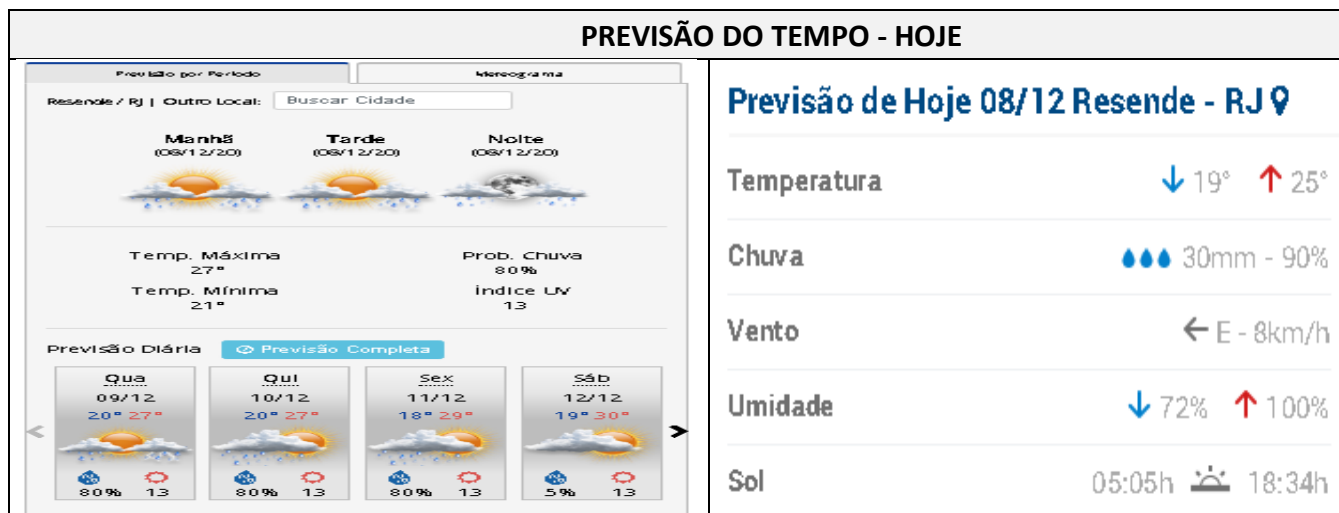 PREVISÃO DO TEMPO - HOJE
Previsão por Período Meteograma
Resende / RJ | Outro Local: Buscar Cidade
Manhã Tarde Noite
(08/12/20) (08/12/20) (08/12/20)
Temp. Máxima Prob. Chuva
27° 80%
Temp. Mínima Índice UV
21° 13
Previsão Diária Previsão Completa
Qua Qui Sex Sáb
09/12 10/12 11/12 12/12
20° 27° 20° 27° 18° 29° 19° 30°
80% 13 80% 13 80% 13 5% 13
Previsão de Hoje 08/12 Resende - RJ
Temperatura 19° 25°
Chuva 30mm - 90%
Vento E - 8km/h
Umidade 72% 100%
Sol 05:05h 18:34h